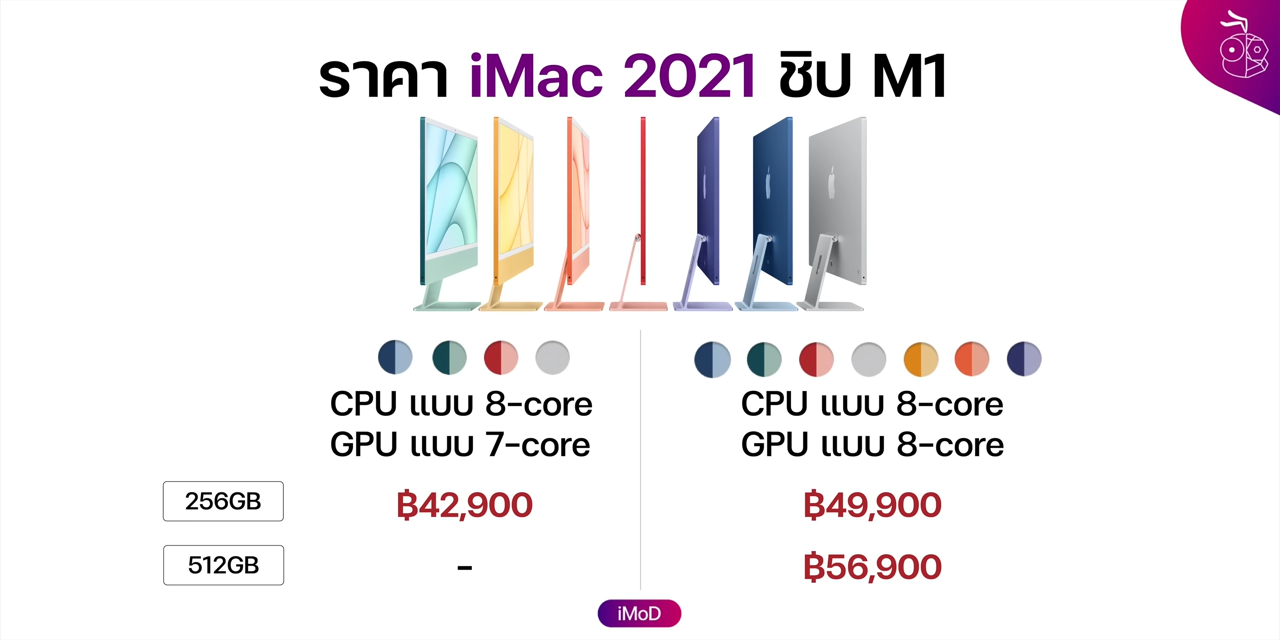 ราคา iMac 2021 ชิป M1
CPU แบบ 8-core
GPU แบบ 7-core
CPU แบบ 8-core
GPU แบบ 8-core
256GB
฿42,900
฿49,900
512GB
-
฿56,900
iMoD